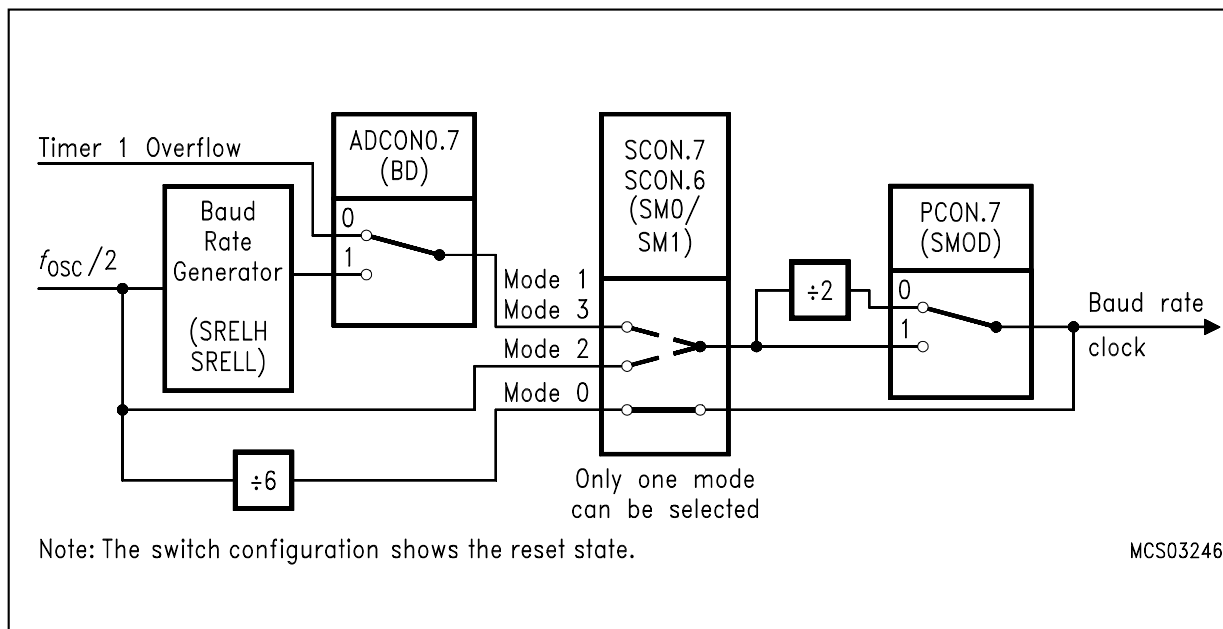 Timer 1 Overflow
ADCON0.7
(BD)
0
1
Baud
Rate
Generator
(SRELH
SRELL)
fOSC/2
SCON.7
SCON.6
(SM0/
SM1)
Mode 1
Mode 3
Mode 2
Mode 0
÷6
Only one mode
can be selected
÷2
PCON.7
(SMOD)
0
1
Baud rate
clock
Note: The switch configuration shows the reset state.
MCS03246